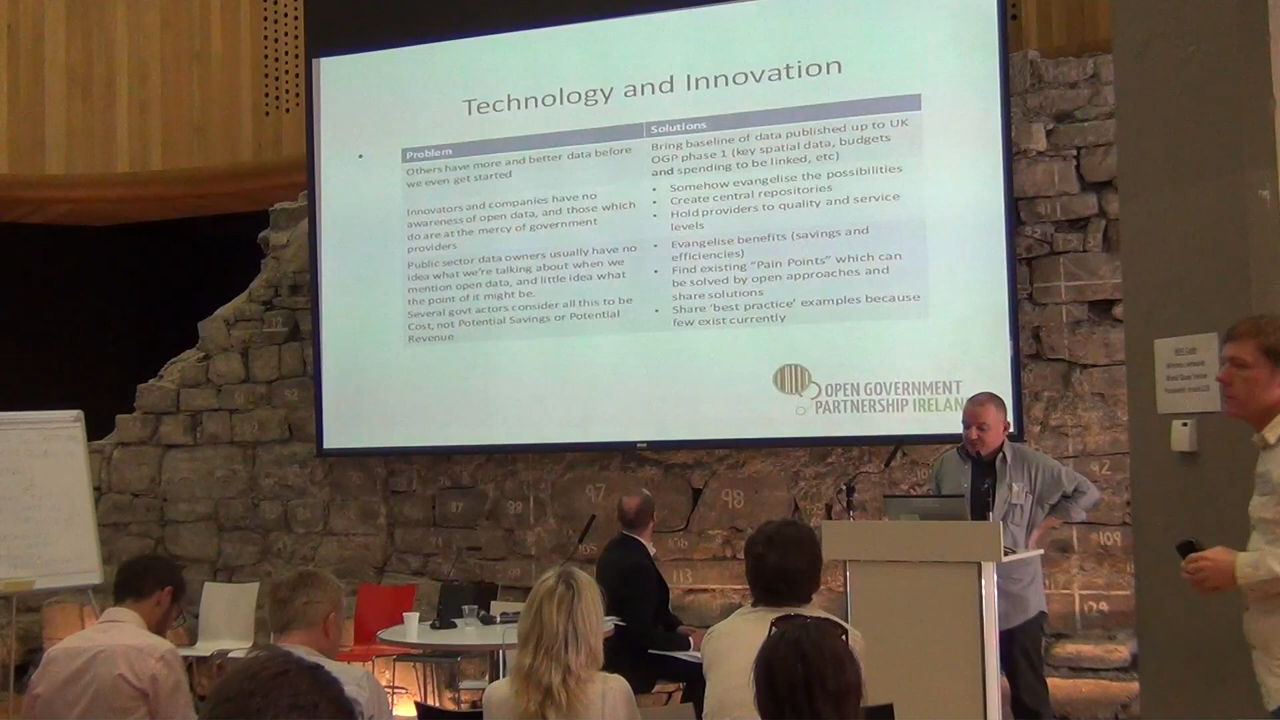 Technology and Innovation
Problem
Solutions
Others have more and better data before
we even get started
Bring baseline of data published up to UK
OGP phase 1 (key spatial data, budgets
and spending to be linked, etc)
Innovators and companies have no
awareness of open data, and those which
do are at the mercy of government
providers
• Somehow evangelise the possibilities
• Create central repositories
• Hold providers to quality and service
levels
Public sector data owners usually have no
idea what we're talking about when we
mention open data, and little idea what
the point of it might be.
Several govt actors consider all this to be
Cost, not Potential Savings or Potential
Revenue
• Evangelise benefits (savings and
efficiencies)
• Find existing "Pain Points" which can
be solved by open approaches and
share solutions
• Share 'best practice' examples because
few exist currently
OPEN GOVERNMENT
PARTNERSHIP IRELAN
97
98
92
109
113
87
129